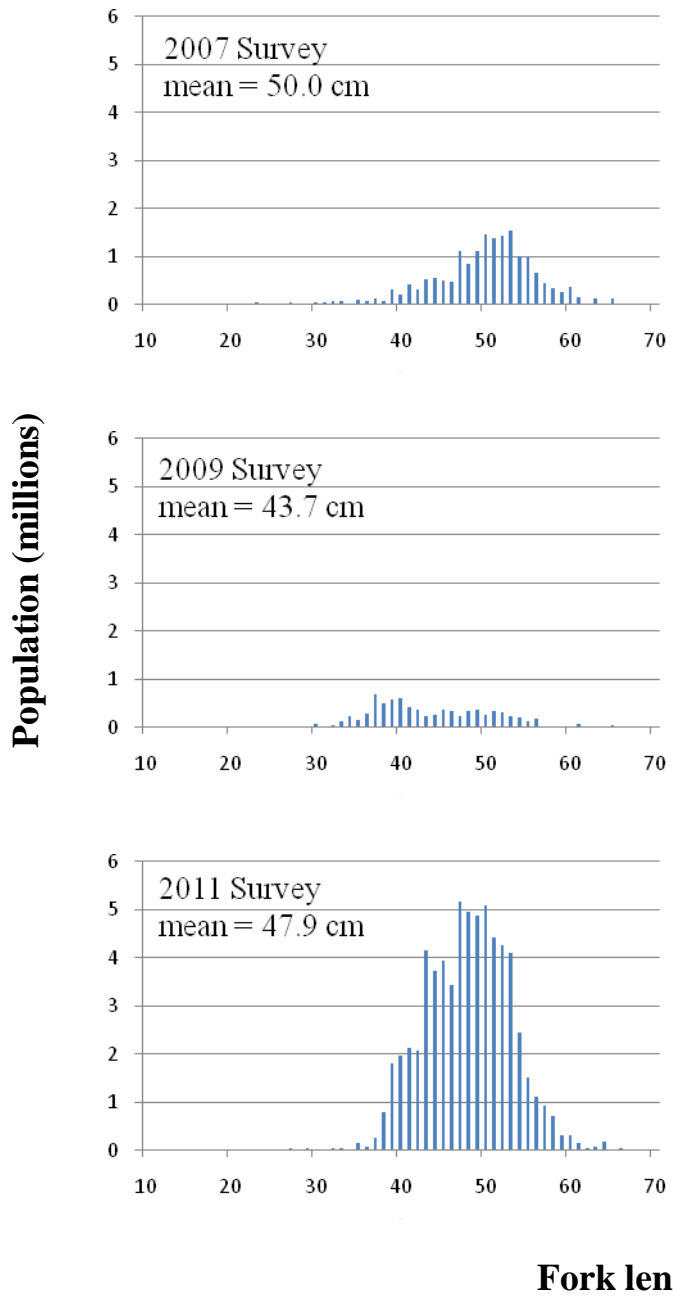 6
2007 Survey
5
mean = 50.0 cm
4
3
2
1
0
10 20 30 40 50 60 70
Population (millions)
6
2009 Survey
5
mean = 43.7 cm
4
3
2
1
0
10 20 30 40 50 60 70
6
2011 Survey
5
mean = 47.9 cm
4
3
2
1
0
10 20 30 40 50 60 70
Fork len